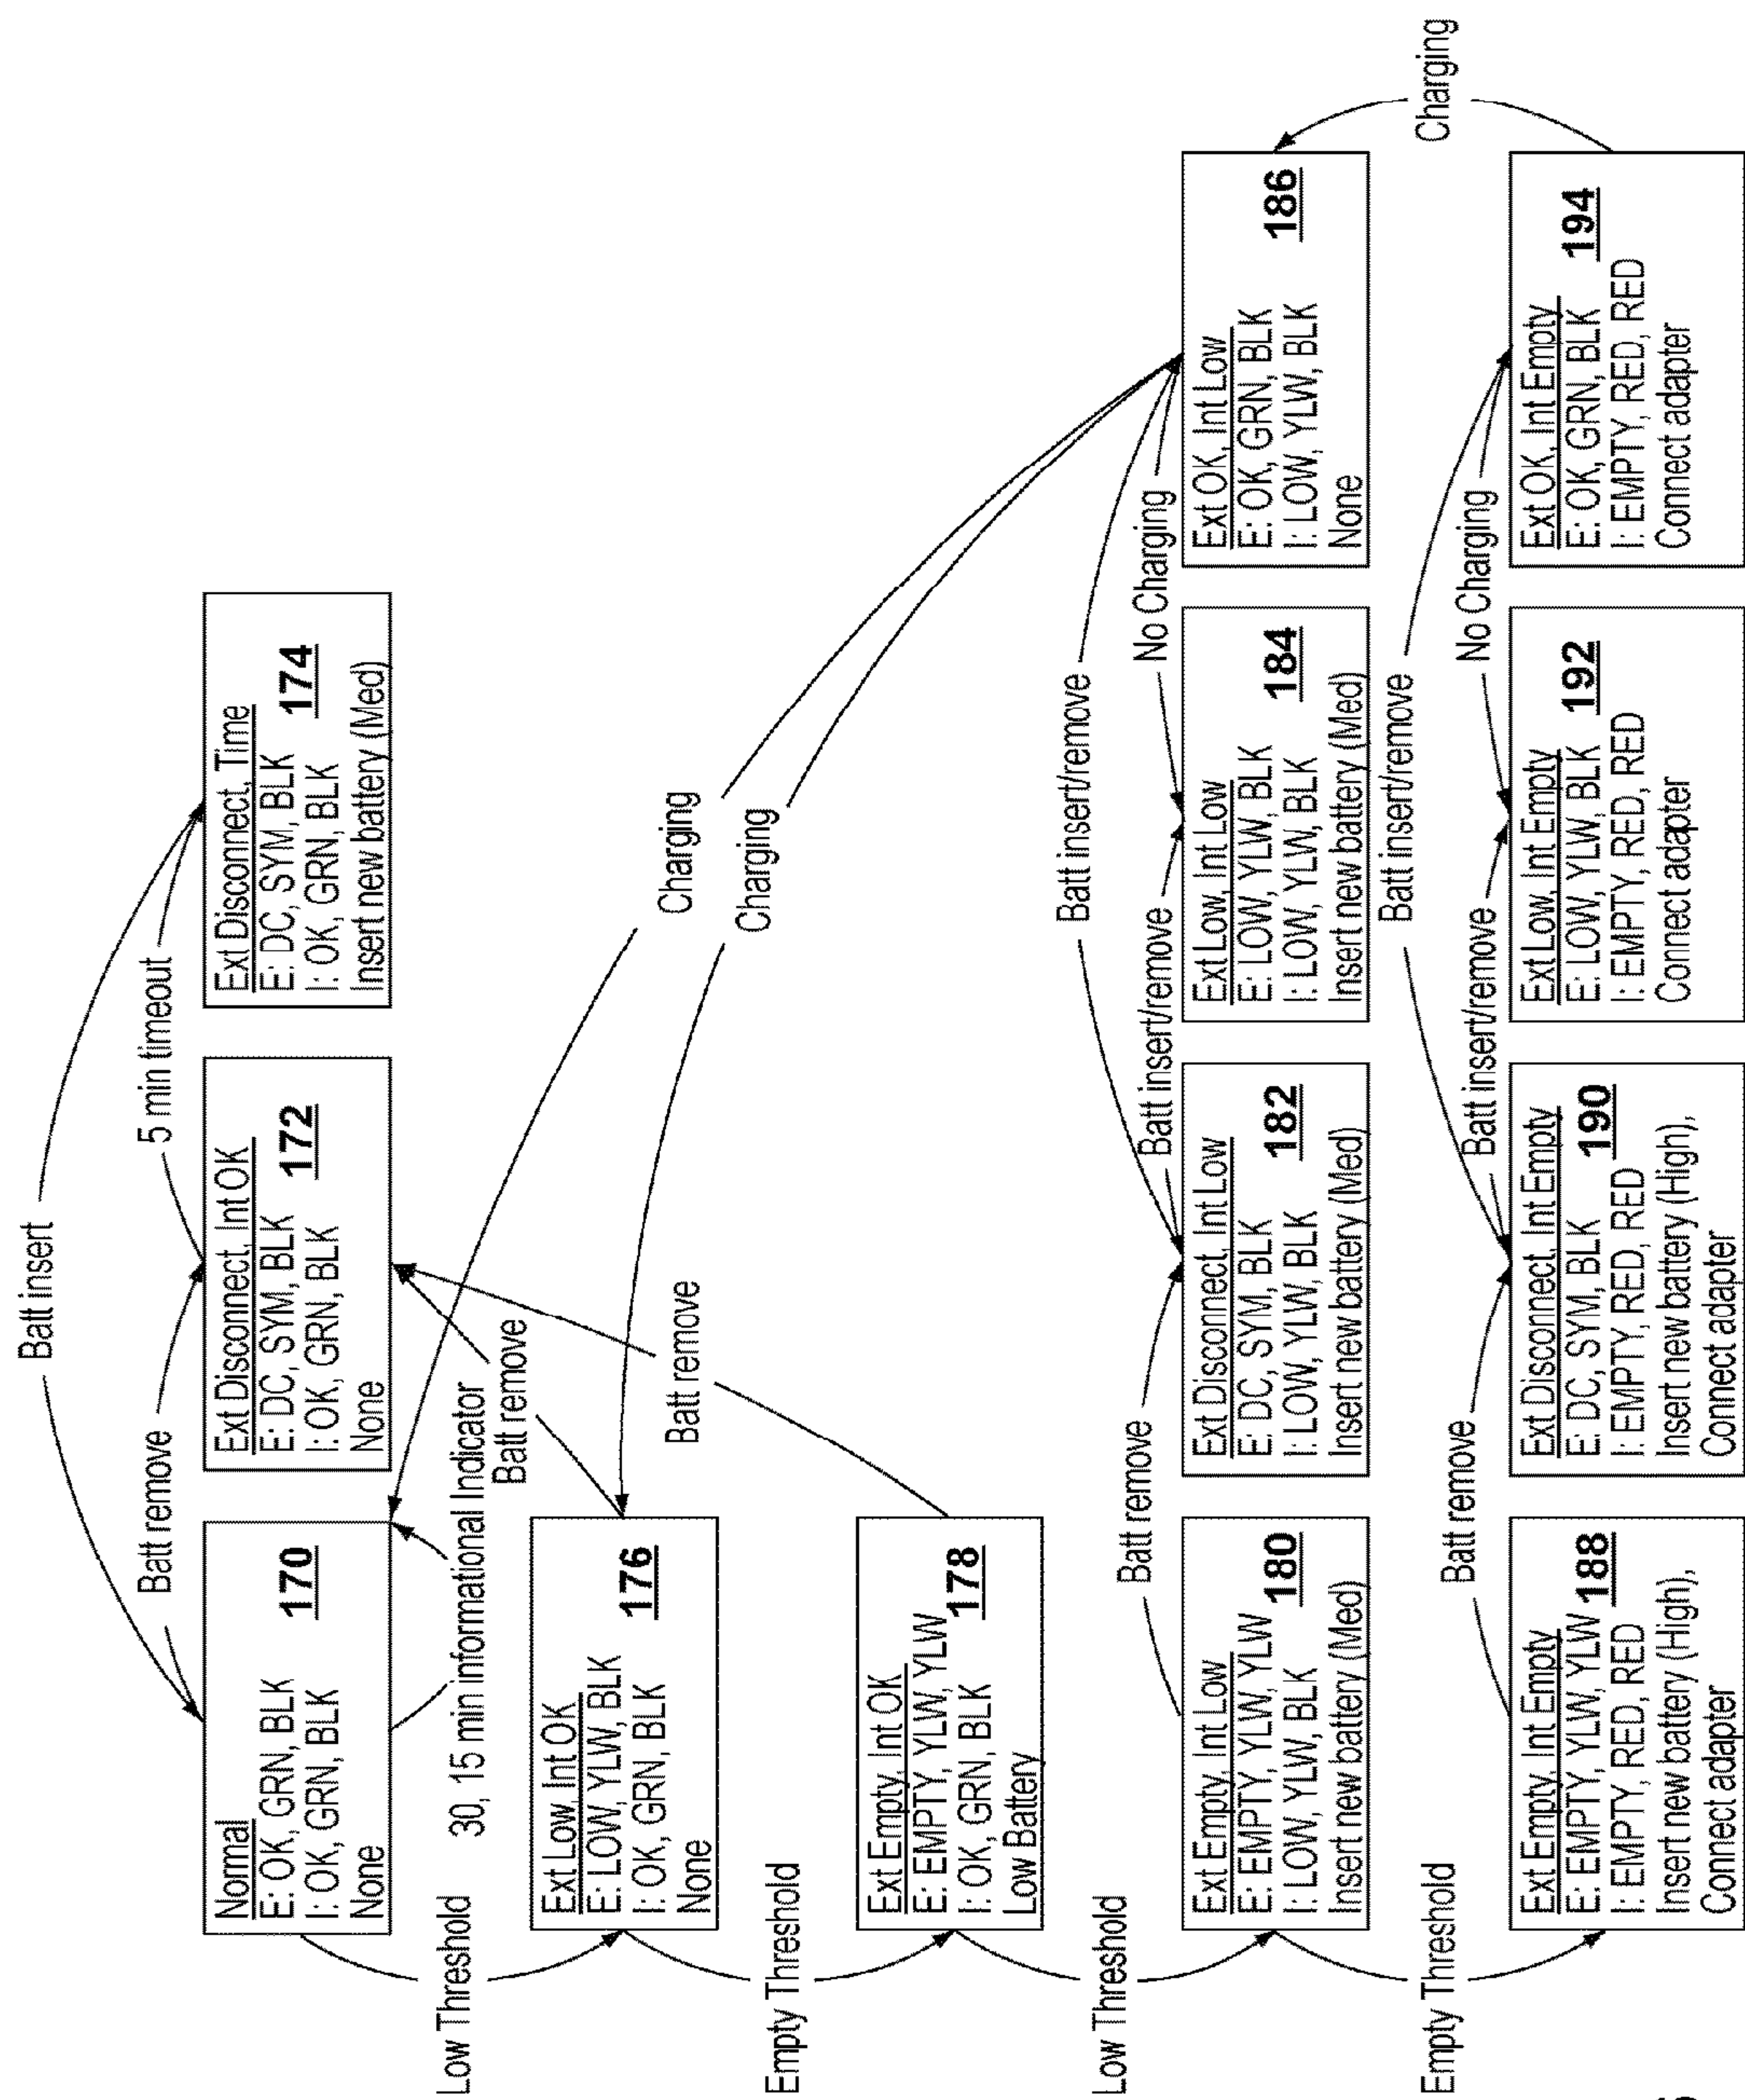 Batt insert
Batt remove
5 min timeout
Normal
E: OK, GRN, BLK
I: OK, GRN, BLK
None
170
Ext Disconnect, Int OK
E: DC, SYM, BLK
I: OK, GRN, BLK
None
172
Ext Disconnect, Time
E: DC, SYM, BLK
I: OK, GRN, BLK
Insert new battery (Med)
174
Low Threshold
30, 15 min informational Indicator
Batt remove
Charging
Charging
Ext Low, Int OK
E: LOW, YLW, BLK
I: OK, GRN, BLK
None
176
Batt remove
Empty Threshold
Ext Empty, Int OK
E: EMPTY, YLW, YLW
I: OK, GRN, BLK
Low Battery
178
Low Threshold
Batt remove
Batt insert/remove
Batt insert/remove
No Charging
Ext Empty, Int Low
E: EMPTY, YLW, YLW
I: LOW, YLW, BLK
Insert new battery (Med)
180
Ext Disconnect, Int Low
E: DC, SYM, BLK
I: LOW, YLW, BLK
Insert new battery (Med)
182
Ext Low, Int Low
E: LOW, YLW, BLK
I: LOW, YLW, BLK
Insert new battery (Med)
184
Ext OK, Int Low
E: OK, GRN, BLK
I: LOW, YLW, BLK
None
186
Charging
Empty Threshold
Batt remove
Batt insert/remove
Batt insert/remove
No Charging
Ext Empty, Int Empty
E: EMPTY, YLW, YLW
I: EMPTY, RED, RED
Insert new battery (High),
Connect adapter
188
Ext Disconnect, Int Empty
E: DC, SYM, BLK
I: EMPTY, RED, RED
Insert new battery (High),
Connect adapter
190
Ext Low, Int Empty
E: LOW, YLW, BLK
I: EMPTY, RED, RED
Connect adapter
192
Ext OK, Int Empty
E: OK, GRN, BLK
I: EMPTY, RED, RED
Connect adapter
194